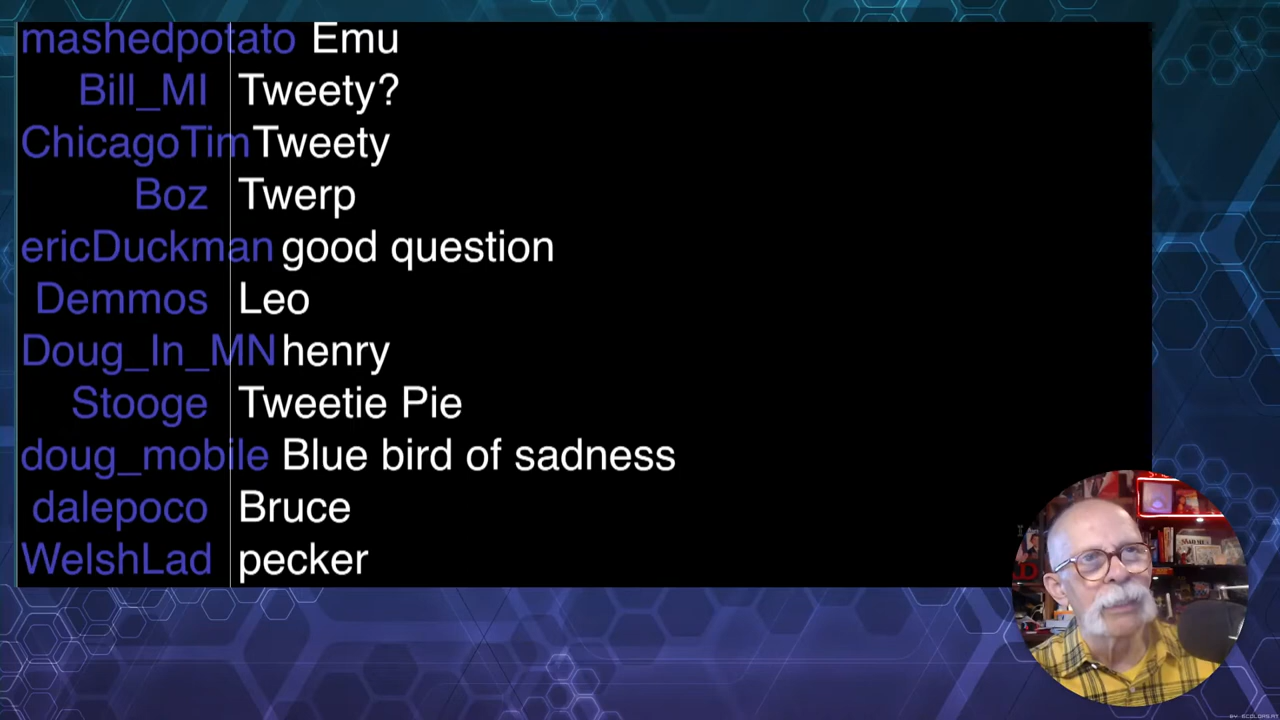 mashedpotato Emu
Bill_MI Tweety?
ChicagoTim Tweety
Boz Twerp
ericDuckman good question
Demmos Leo
Doug_In_MN henry
Stooge Tweetie Pie
doug_mobile Blue bird of sadness
dalepoco Bruce
WelshLad pecker